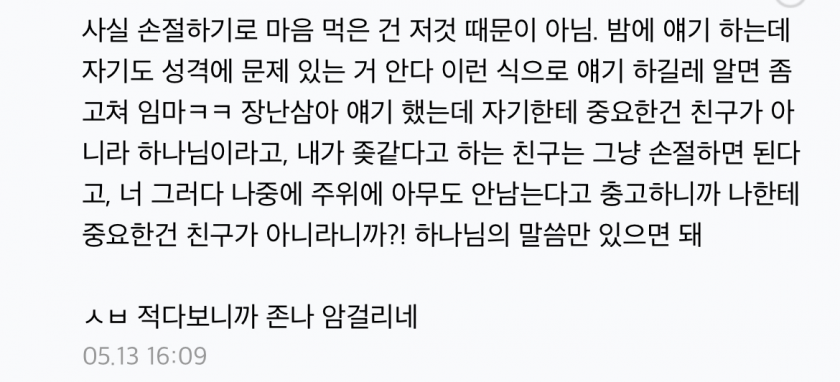 사실 손절하기로 마음 먹은 건 저것 때문이 아님. 밤에 얘기 하는데
자기도 성격에 문제 있는 거 안다 이런 식으로 얘기 하길레 알면 좀
고쳐 임마ㅋㅋ 장난삼아 얘기 했는데 자기한테 중요한건 친구가 아
니라 하나님이라고, 내가 좆같다고 하는 친구는 그냥 손절하면 된다
고, 너 그러다 나중에 주위에 아무도 안남는다고 충고하니까 나한테
중요한건 친구가 아니라니까?! 하나님의 말씀만 있으면 돼
ㅅㅂ 적다보니까 존나 암걸리네
05.13 16:09